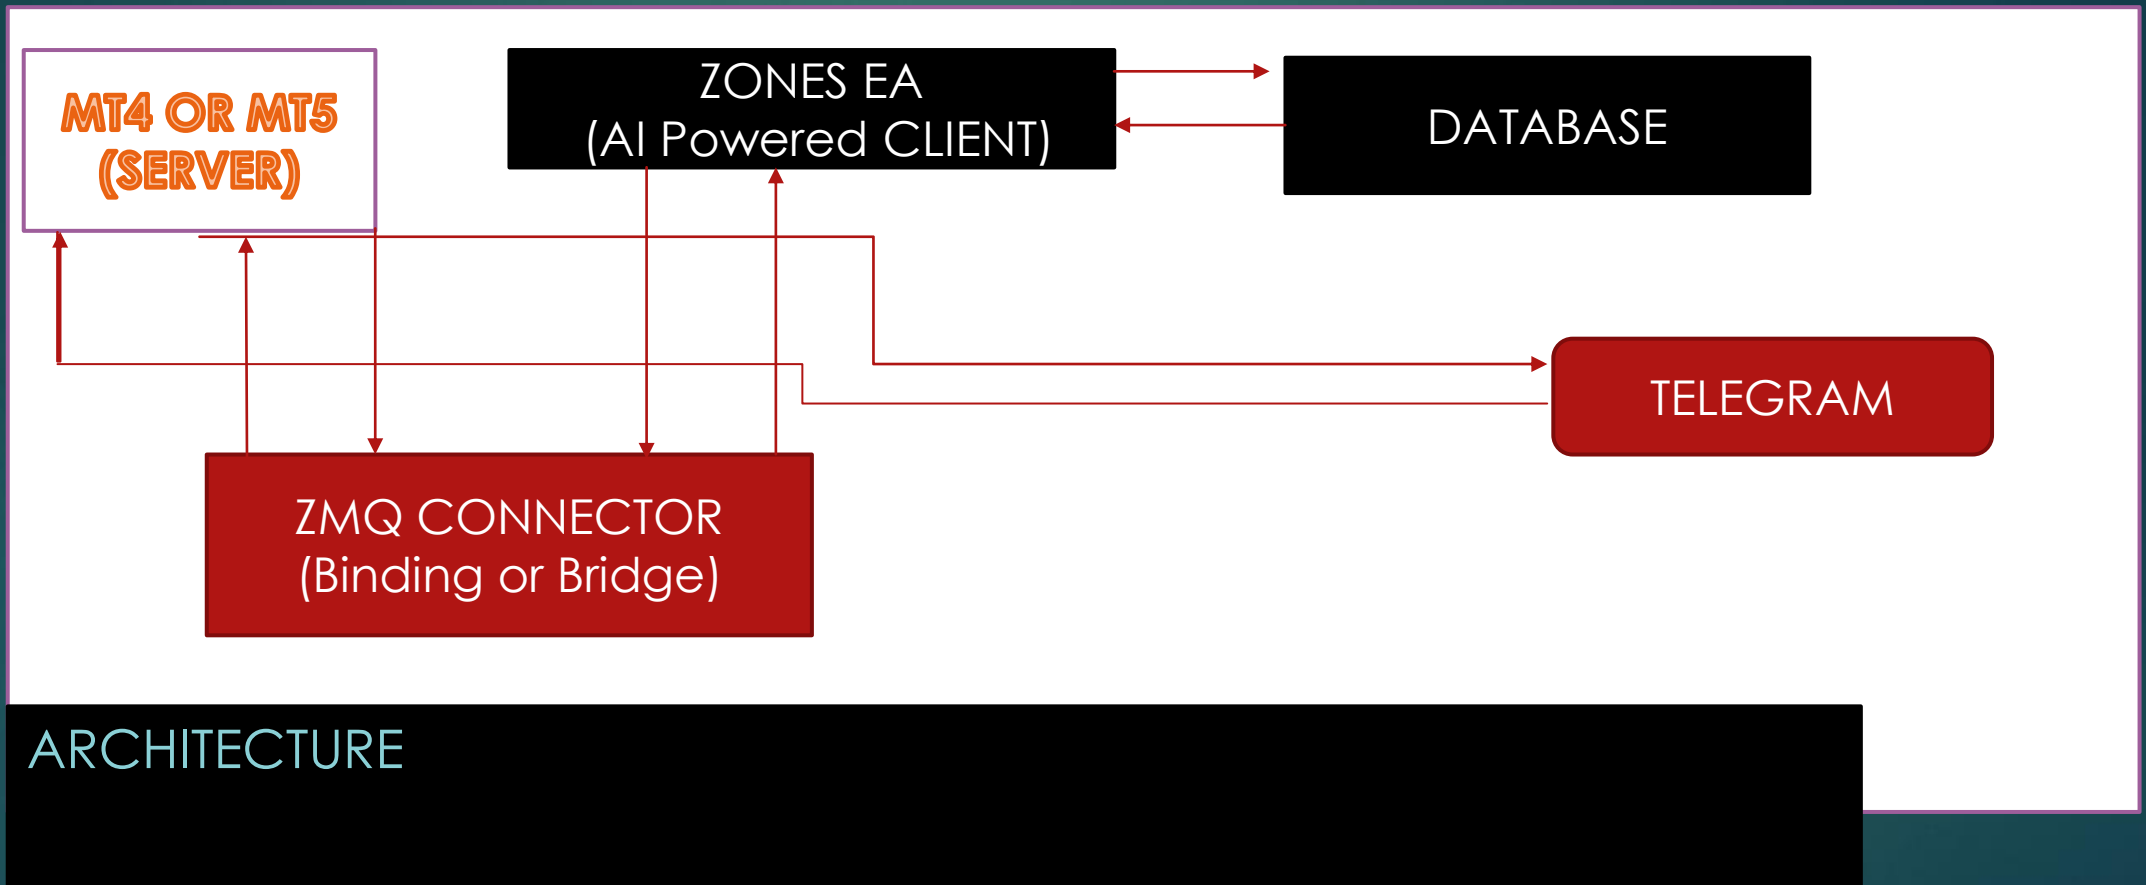 MT4 OR MT5
(SERVER)
ZONES EA
(AI Powered CLIENT)
DATABASE
TELEGRAM
ZMQ CONNECTOR
(Binding or Bridge)
ARCHITECTURE